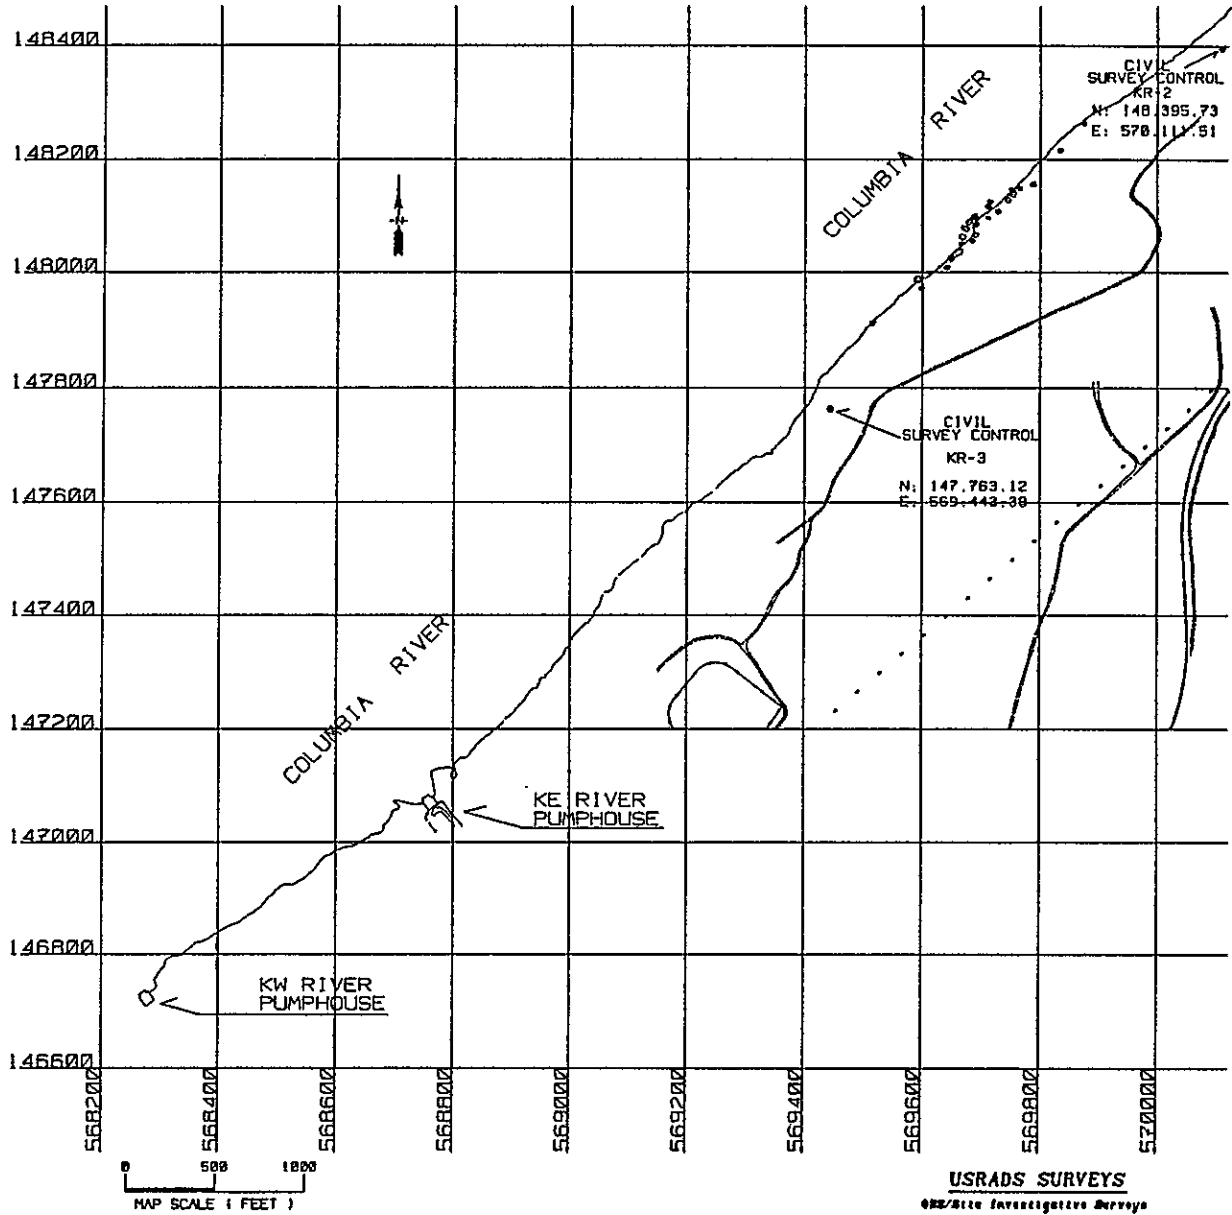 148400
CIVIL
SURVEY CONTROL
KR-2
N: 148,395.73
E: 570,111.51
COLUMBIA RIVER
148200
148000
147800
CIVIL
SURVEY CONTROL
KR-3
N: 147,763.12
E: 569,443.38
147600
147400
COLUMBIA RIVER
147200
KE RIVER
PUMPHOUSE
147000
146800
KW RIVER
PUMPHOUSE
146600
568200
568400
568600
568800
569000
569200
569400
569600
569800
570000
0 500 1000
MAP SCALE ( FEET )
USRADS SURVEYS
Site Investigative Surveys